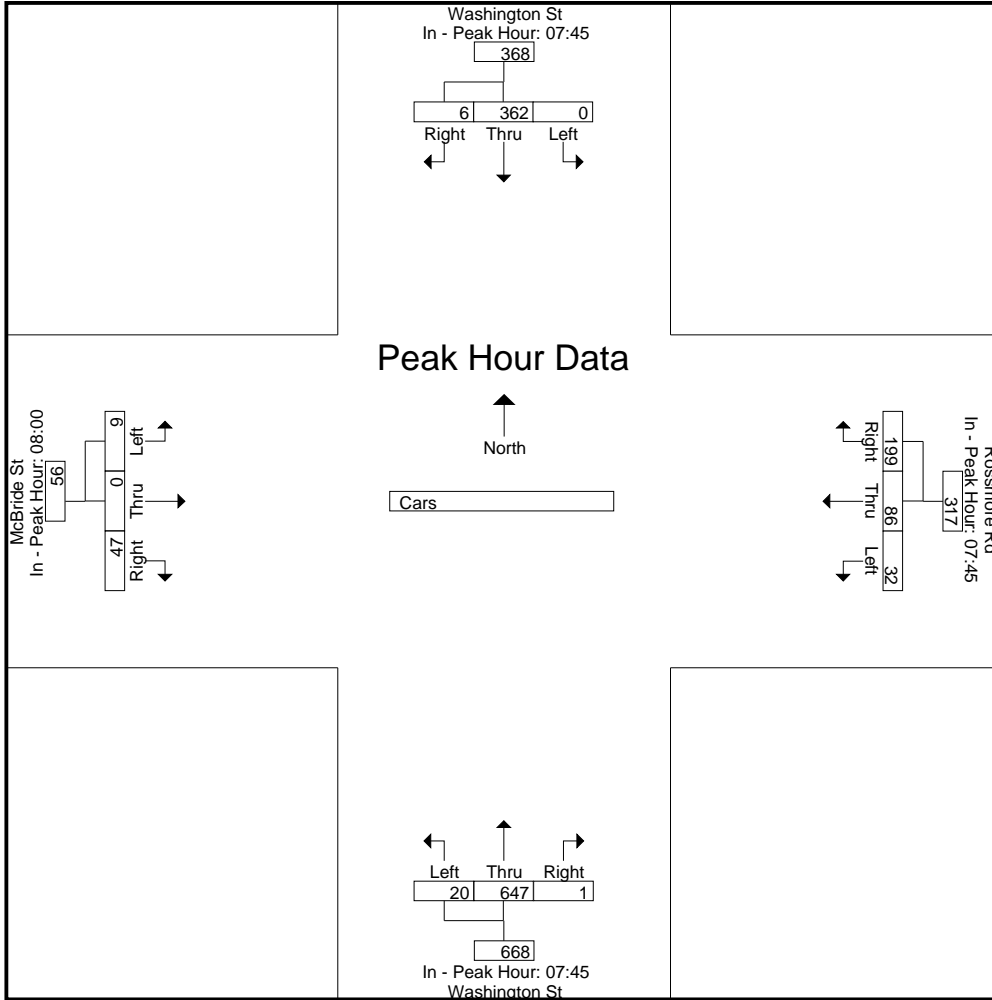 Washington St
In - Peak Hour: 07:45
368
6 362 0
Right Thru Left
Peak Hour Data
North
Cars
McBride St
In - Peak Hour: 08:00
56
9 0 47
Left Thru Right
Rossmore Rd
In - Peak Hour: 07:45
317
199 86 32
Right Thru Left
Left Thru Right
20 647 1
668
In - Peak Hour: 07:45
Washington St